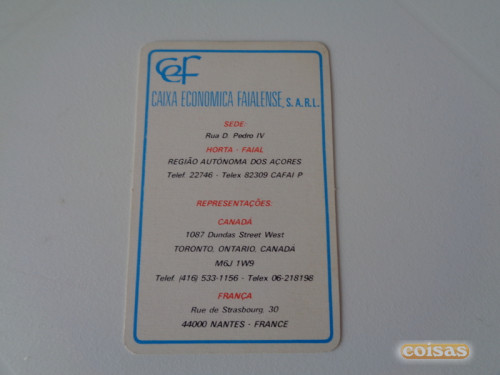 CEF
CAIXA ECONOMICA FAIALENSE, S.A.R.L.
SEDE:
Rua D. Pedro IV
HORTA - FAIAL
REGIÃO AUTÓNOMA DOS AÇORES
Telef. 22746 - Telex 82309 CAFAI P
REPRESENTAÇÕES:
CANADÁ
1087 Dundas Street West
TORONTO, ONTARIO, CANADA
M6J 1W9
Telef. (416) 533-1156 - Telex 06-218198
FRANÇA
Rue de Strasbourg, 30
44000 NANTES - FRANCE
coisas